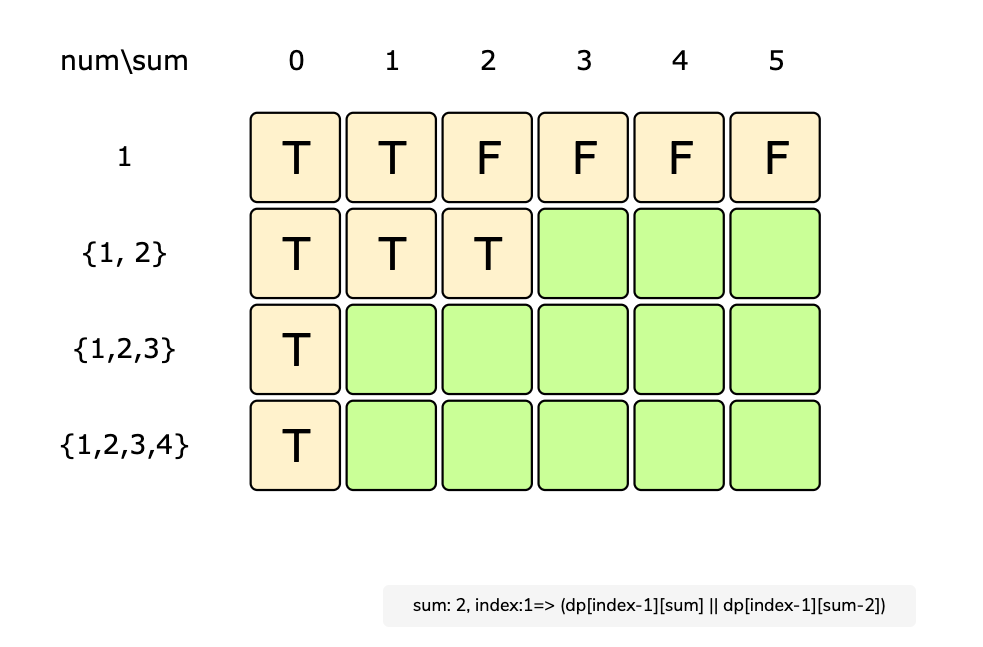 num\sum 0 1 2 3 4 5
1 T T F F F F
{1, 2} T T T
{1,2,3} T
{1,2,3,4} T
sum: 2, index:1=> (dp[index-1][sum] || dp[index-1][sum-2])